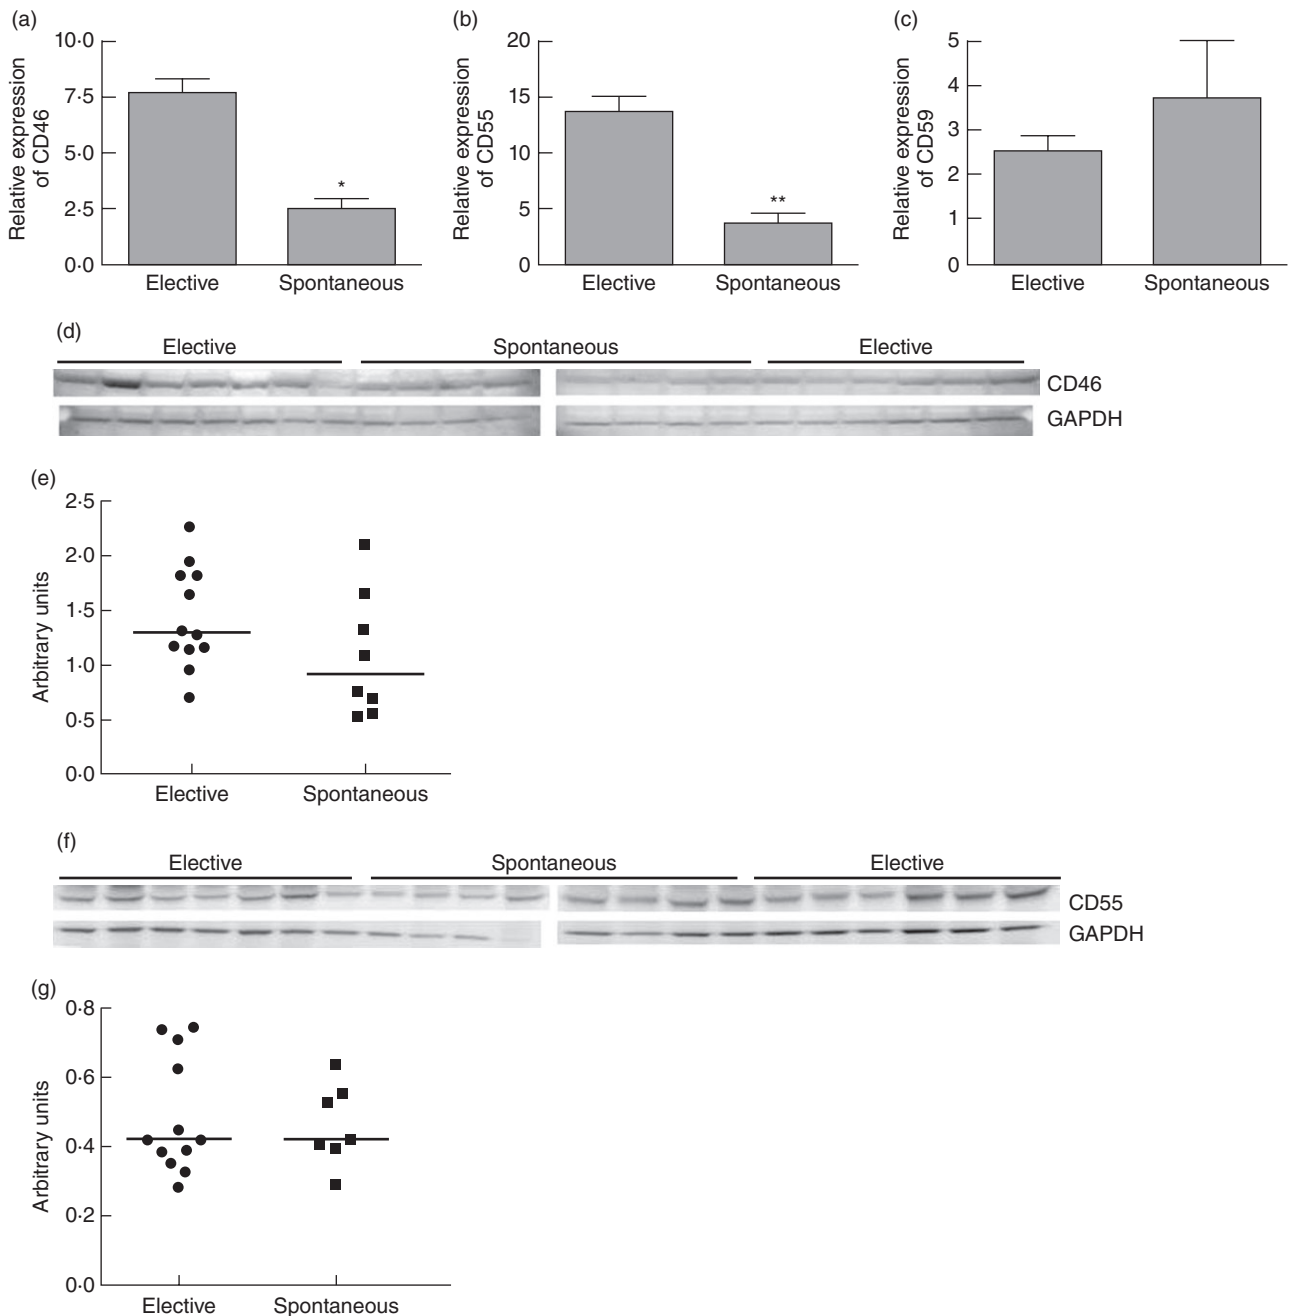 (a)
10·0
7·5
5·0
2·5
0·0
Relative expression
of CD46
*
Elective Spontaneous
(b)
20
15
10
5
0
Relative expression
of CD55
**
Elective Spontaneous
(c)
5
4
3
2
1
0
Relative expression
of CD59
Elective Spontaneous
(d)
Elective Spontaneous Elective
CD46
GAPDH
(e)
2·5
2·0
1·5
1·0
0·5
0·0
Arbitrary units
Elective Spontaneous
(f)
Elective Spontaneous Elective
CD55
GAPDH
(g)
0·8
0·6
0·4
0·2
0·0
Arbitrary units
Elective Spontaneous